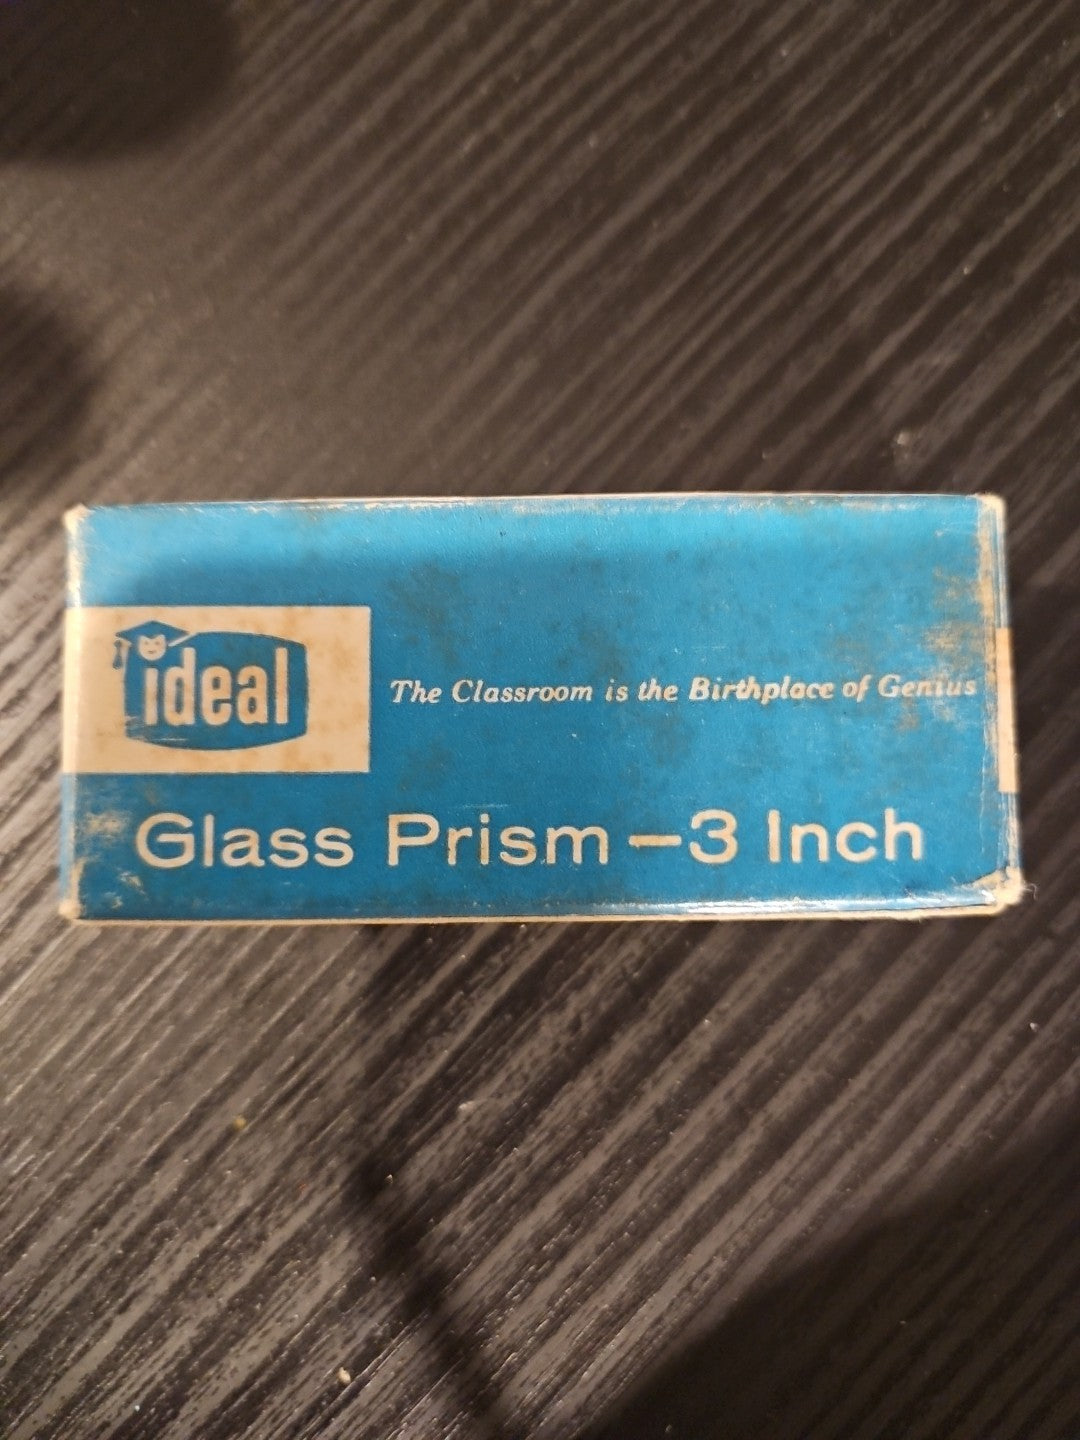 ideal
The Classroom is the Birthplace of Genius
Glass Prism - 3 Inch